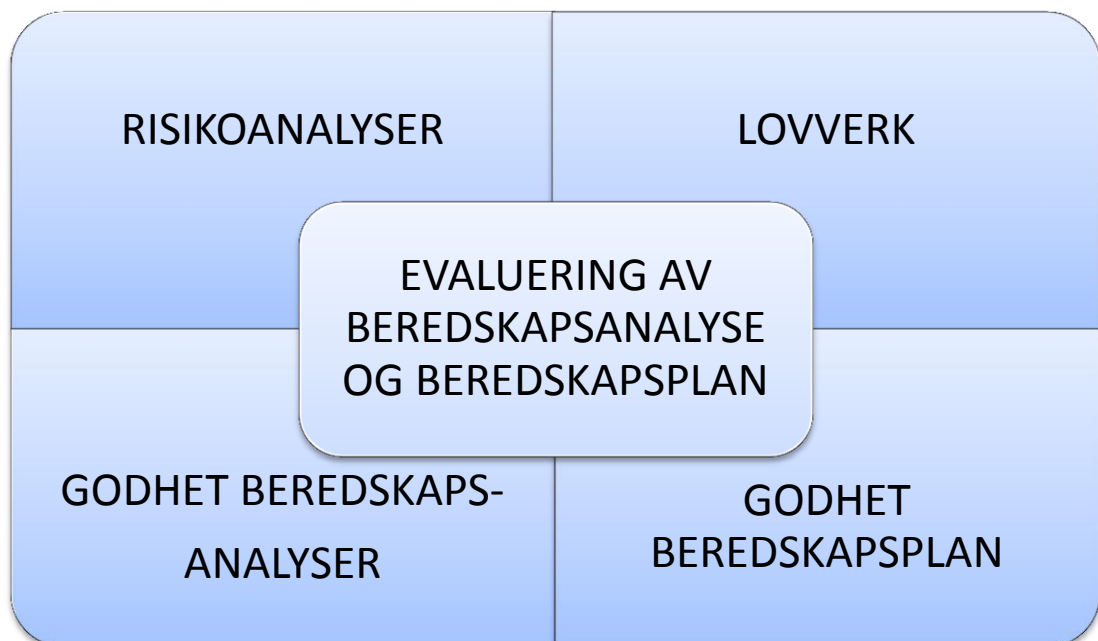 RISIKOANALYSER
LOVVERK
EVALUERING AV
BEREDSKAPSANALYSE
OG BEREDSKAPSPLAN
GODHET BEREDSKAPS-
ANALYSER
GODHET
BEREDSKAPSPLAN